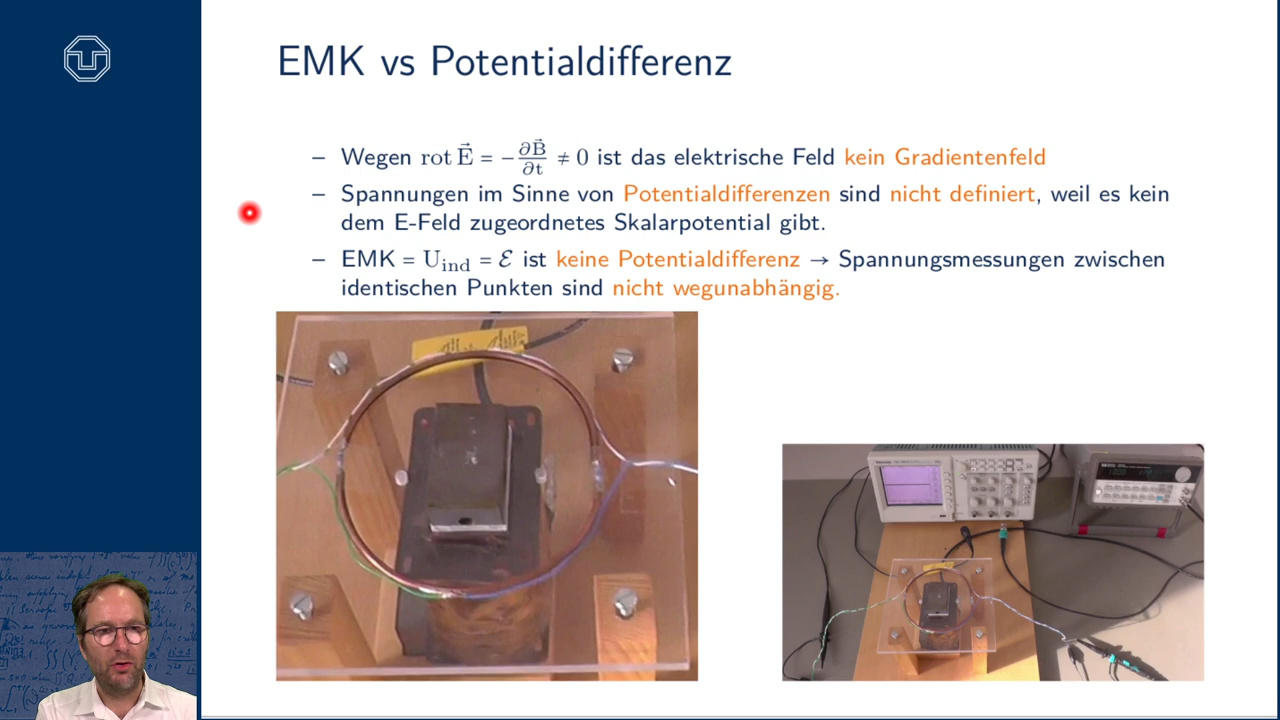 EMK vs Potentialdifferenz
– Wegen rot E⃗ = −∂B⃗/∂t ≠ 0 ist das elektrische Feld kein Gradientenfeld
– Spannungen im Sinne von Potentialdifferenzen sind nicht definiert, weil es kein
dem E-Feld zugeordnetes Skalarpotential gibt.
– EMK = U_ind = ℰ ist keine Potentialdifferenz → Spannungsmessungen zwischen
identischen Punkten sind nicht wegunabhängig.